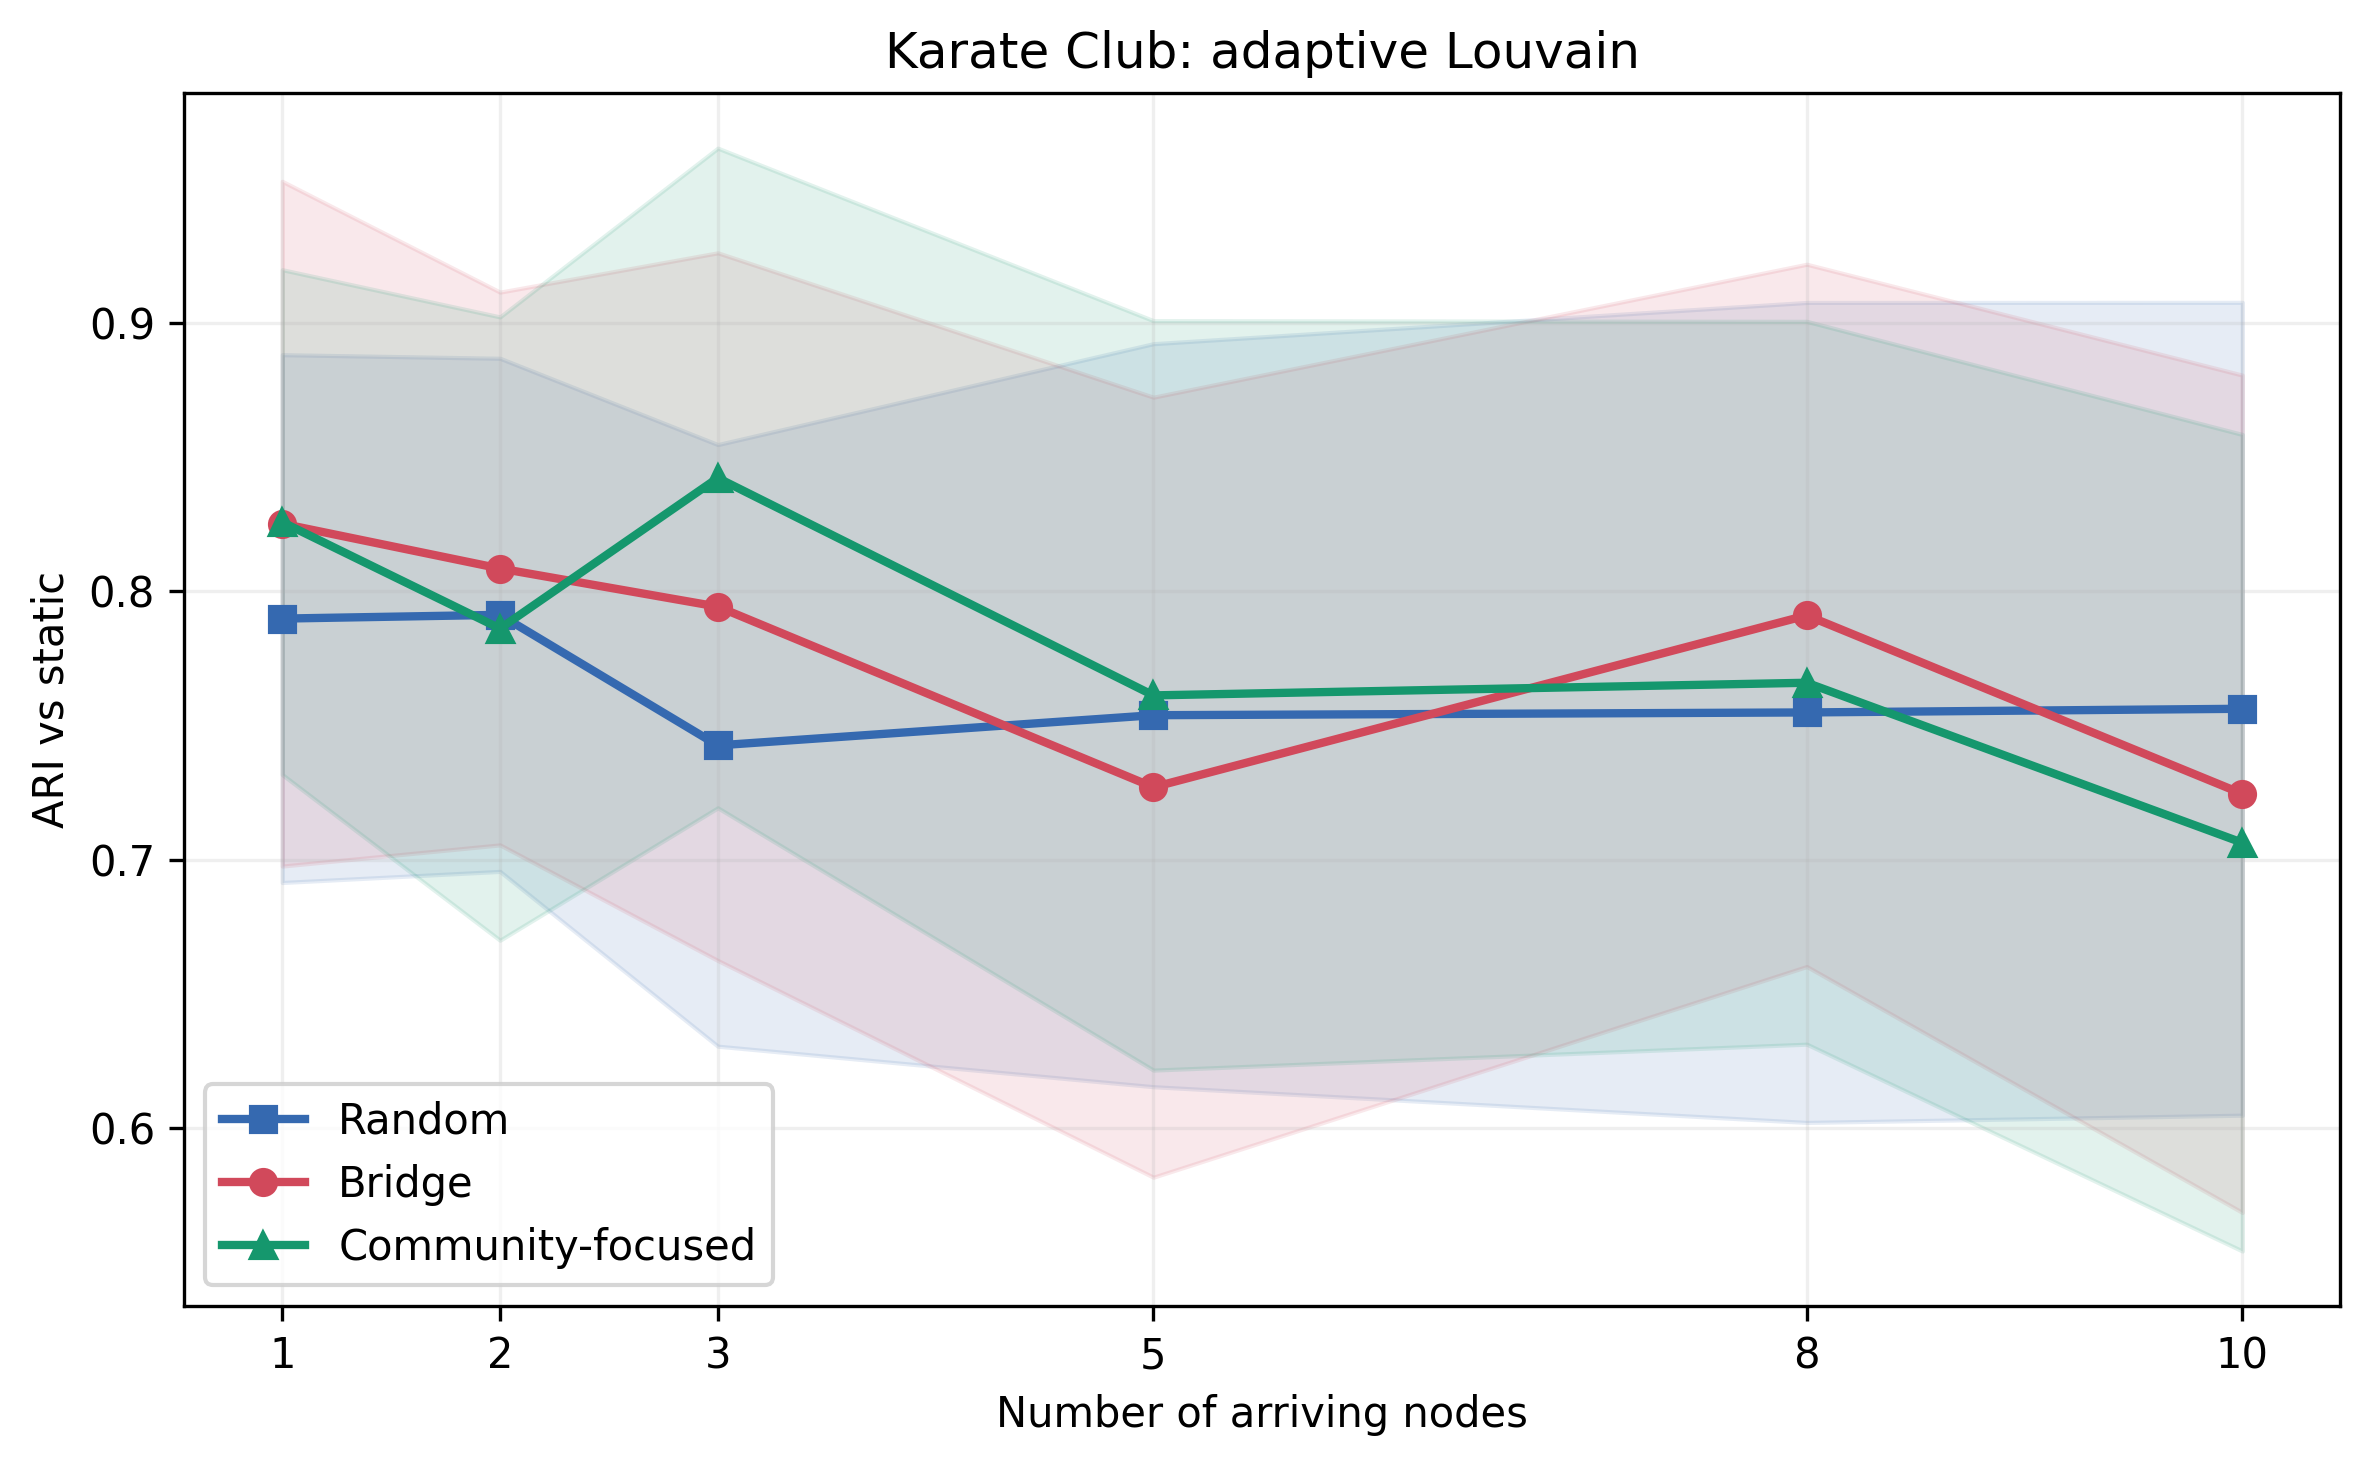 Karate Club: adaptive Louvain
ARI vs static
0.9
0.8
0.7
0.6
Random
Bridge
Community-focused
1 2 3 5 8 10
Number of arriving nodes